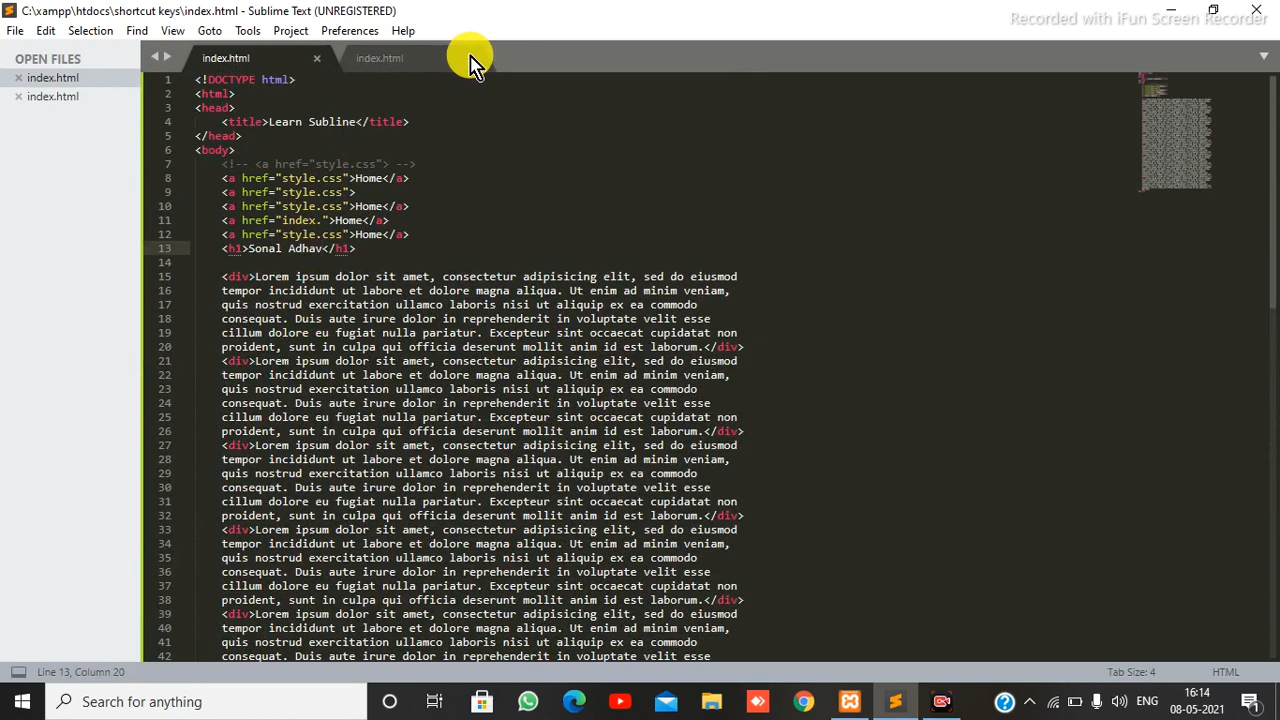 C:\xampp\htdocs\shortcut keys\index.html - Sublime Text (UNREGISTERED)
Recorded with iFun Screen Recorder
File Edit Selection Find View Goto Tools Project Preferences Help
OPEN FILES
index.html
index.html
index.html
index.html
1 <!DOCTYPE html>
2 <html>
3 <head>
4 <title>Learn Subline</title>
5 </head>
6 <body>
7 <!-- <a href="style.css"> -->
8 <a href="style.css">Home</a>
9 <a href="style.css">
10 <a href="style.css">Home</a>
11 <a href="index.">Home</a>
12 <a href="style.css">Home</a>
13 <h1>Sonal Adhav</h1>
14
15 <div>Lorem ipsum dolor sit amet, consectetur adipisicing elit, sed do eiusmod
16 tempor incididunt ut labore et dolore magna aliqua. Ut enim ad minim veniam,
17 quis nostrud exercitation ullamco laboris nisi ut aliquip ex ea commodo
18 consequat. Duis aute irure dolor in reprehenderit in voluptate velit esse
19 cillum dolore eu fugiat nulla pariatur. Excepteur sint occaecat cupidatat non
20 proident, sunt in culpa qui officia deserunt mollit anim id est laborum.</div>
21 <div>Lorem ipsum dolor sit amet, consectetur adipisicing elit, sed do eiusmod
22 tempor incididunt ut labore et dolore magna aliqua. Ut enim ad minim veniam,
23 quis nostrud exercitation ullamco laboris nisi ut aliquip ex ea commodo
24 consequat. Duis aute irure dolor in reprehenderit in voluptate velit esse
25 cillum dolore eu fugiat nulla pariatur. Excepteur sint occaecat cupidatat non
26 proident, sunt in culpa qui officia deserunt mollit anim id est laborum.</div>
27 <div>Lorem ipsum dolor sit amet, consectetur adipisicing elit, sed do eiusmod
28 tempor incididunt ut labore et dolore magna aliqua. Ut enim ad minim veniam,
29 quis nostrud exercitation ullamco laboris nisi ut aliquip ex ea commodo
30 consequat. Duis aute irure dolor in reprehenderit in voluptate velit esse
31 cillum dolore eu fugiat nulla pariatur. Excepteur sint occaecat cupidatat non
32 proident, sunt in culpa qui officia deserunt mollit anim id est laborum.</div>
33 <div>Lorem ipsum dolor sit amet, consectetur adipisicing elit, sed do eiusmod
34 tempor incididunt ut labore et dolore magna aliqua. Ut enim ad minim veniam,
35 quis nostrud exercitation ullamco laboris nisi ut aliquip ex ea commodo
36 consequat. Duis aute irure dolor in reprehenderit in voluptate velit esse
37 cillum dolore eu fugiat nulla pariatur. Excepteur sint occaecat cupidatat non
38 proident, sunt in culpa qui officia deserunt mollit anim id est laborum.</div>
39 <div>Lorem ipsum dolor sit amet, consectetur adipisicing elit, sed do eiusmod
40 tempor incididunt ut labore et dolore magna aliqua. Ut enim ad minim veniam,
41 quis nostrud exercitation ullamco laboris nisi ut aliquip ex ea commodo
42 consequat. Duis aute irure dolor in reprehenderit in voluptate velit esse
Line 13, Column 20
Tab Size: 4 HTML
Search for anything
ENG
16:14
08-05-2021